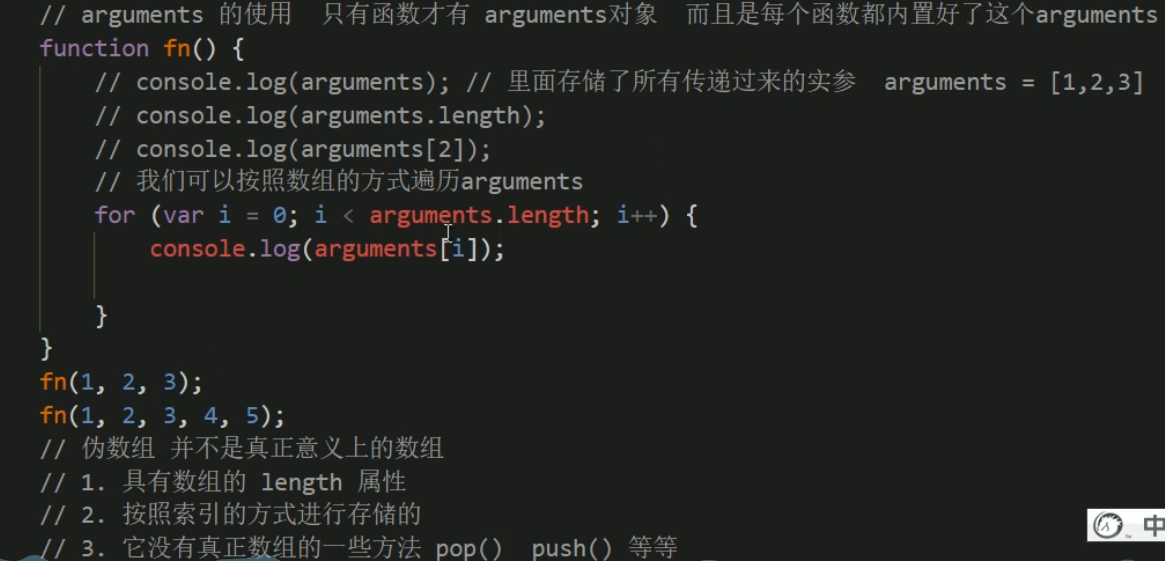 // arguments 的使用  只有函数才有 arguments对象  而且是每个函数都内置好了这个arguments
function fn() {
    // console.log(arguments); // 里面存储了所有传递过来的实参  arguments = [1,2,3]
    // console.log(arguments.length);
    // console.log(arguments[2]);
    // 我们可以按照数组的方式遍历arguments
    for (var i = 0; i < arguments.length; i++) {
        console.log(arguments[i]);
    }
}
fn(1, 2, 3);
fn(1, 2, 3, 4, 5);
// 伪数组 并不是真正意义上的数组
// 1. 具有数组的 length 属性
// 2. 按照索引的方式进行存储的
// 3. 它没有真正数组的一些方法 pop()  push() 等等
中